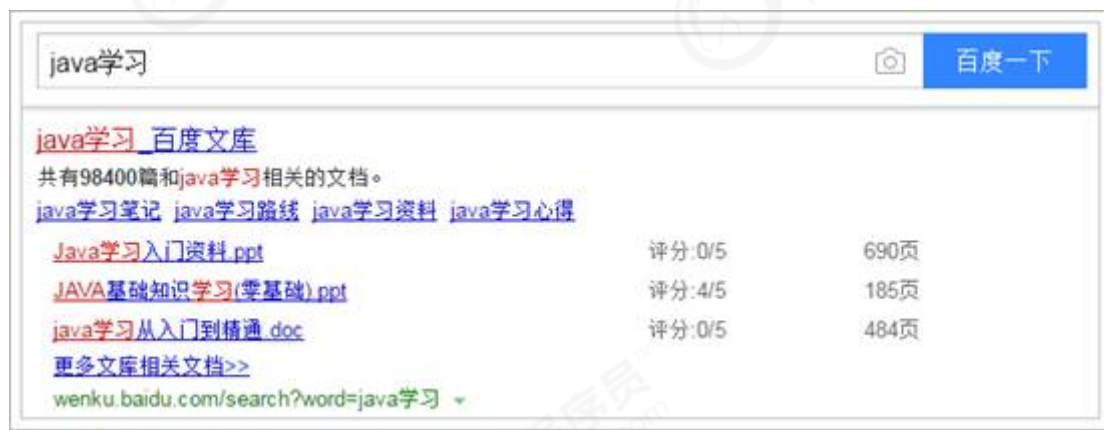 java学习 百度一下
java学习_百度文库
共有98400篇和java学习相关的文档。
java学习笔记 java学习路线 java学习资料 java学习心得
Java学习入门资料.ppt 评分:0/5 690页
JAVA基础知识学习(零基础).ppt 评分:4/5 185页
java学习从入门到精通.doc 评分:0/5 484页
更多文库相关文档>>
wenku.baidu.com/search?word=java学习